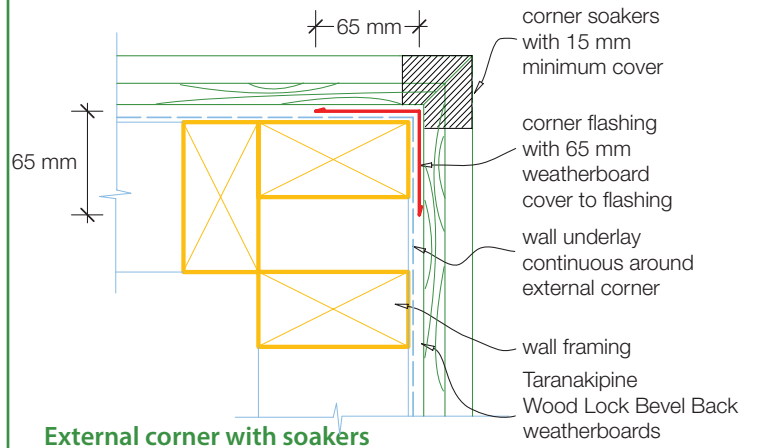 65 mm
corner soakers
with 15 mm
minimum cover
65 mm
corner flashing
with 65 mm
weatherboard
cover to flashing
wall underlay
continuous around
external corner
wall framing
Taranakipine
Wood Lock Bevel Back
weatherboards
External corner with soakers